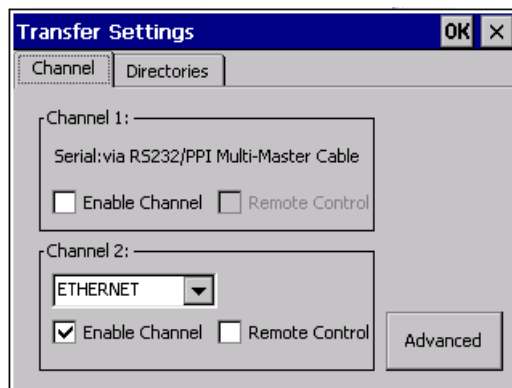 Transfer Settings OK ×
Channel Directories
Channel 1:
Serial:via RS232/PPI Multi-Master Cable
Enable Channel Remote Control
Channel 2:
ETHERNET
Enable Channel Remote Control
Advanced